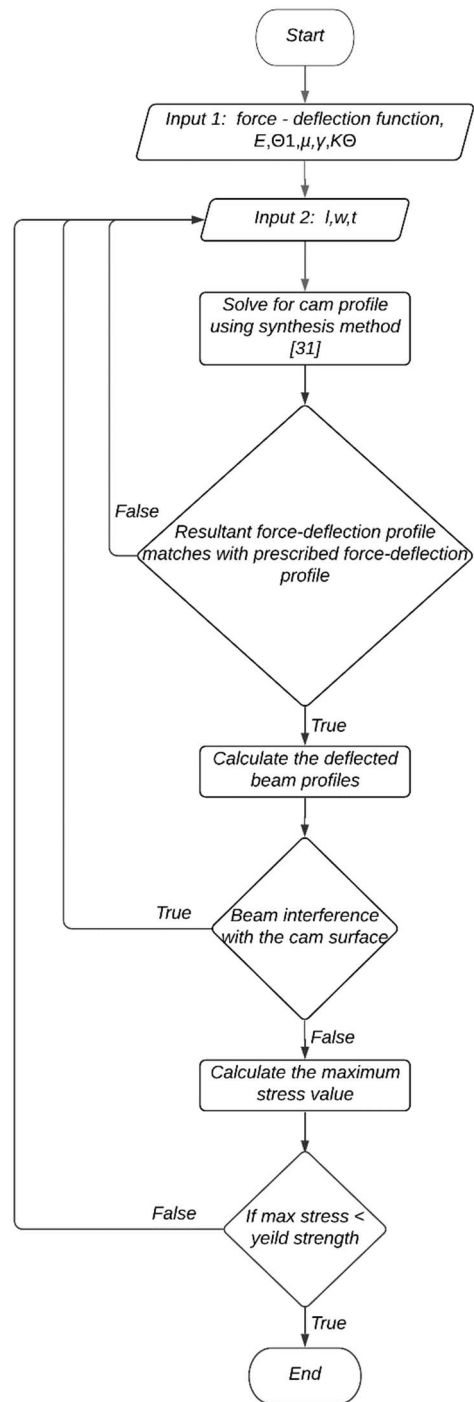 Start
Input 1: force - deflection function,
E,Θ1,μ,γ,KΘ
Input 2: l,w,t
Solve for cam profile
using synthesis method
[31]
False
Resultant force-deflection profile
matches with prescribed force-deflection
profile
True
Calculate the deflected
beam profiles
True
Beam interference
with the cam surface
False
Calculate the maximum
stress value
False
If max stress <
yeild strength
True
End